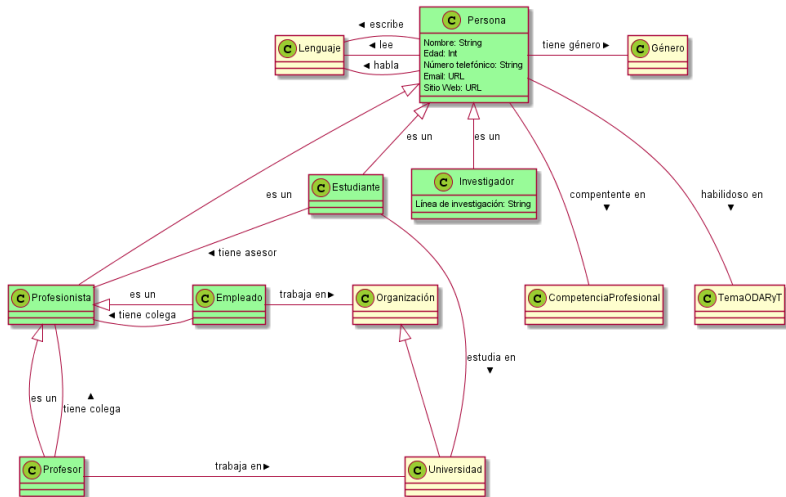 C Persona
Nombre: String
Edad: Int
Número telefónico: String
Email: URL
Sitio Web: URL
◄ escribe
◄ lee
◄ habla
C Lenguaje
tiene género ►
C Género
es un
es un
es un
C Estudiante
C Investigador
Línea de investigación: String
compentente en
▼
habilidoso en
▼
◄ tiene asesor
C Profesionista
es un
◄ tiene colega
C Empleado
trabaja en ►
C Organización
C CompetenciaProfesional
C TemaODARyT
estudia en
▼
es un
▲
tiene colega
C Profesor
trabaja en ►
C Universidad